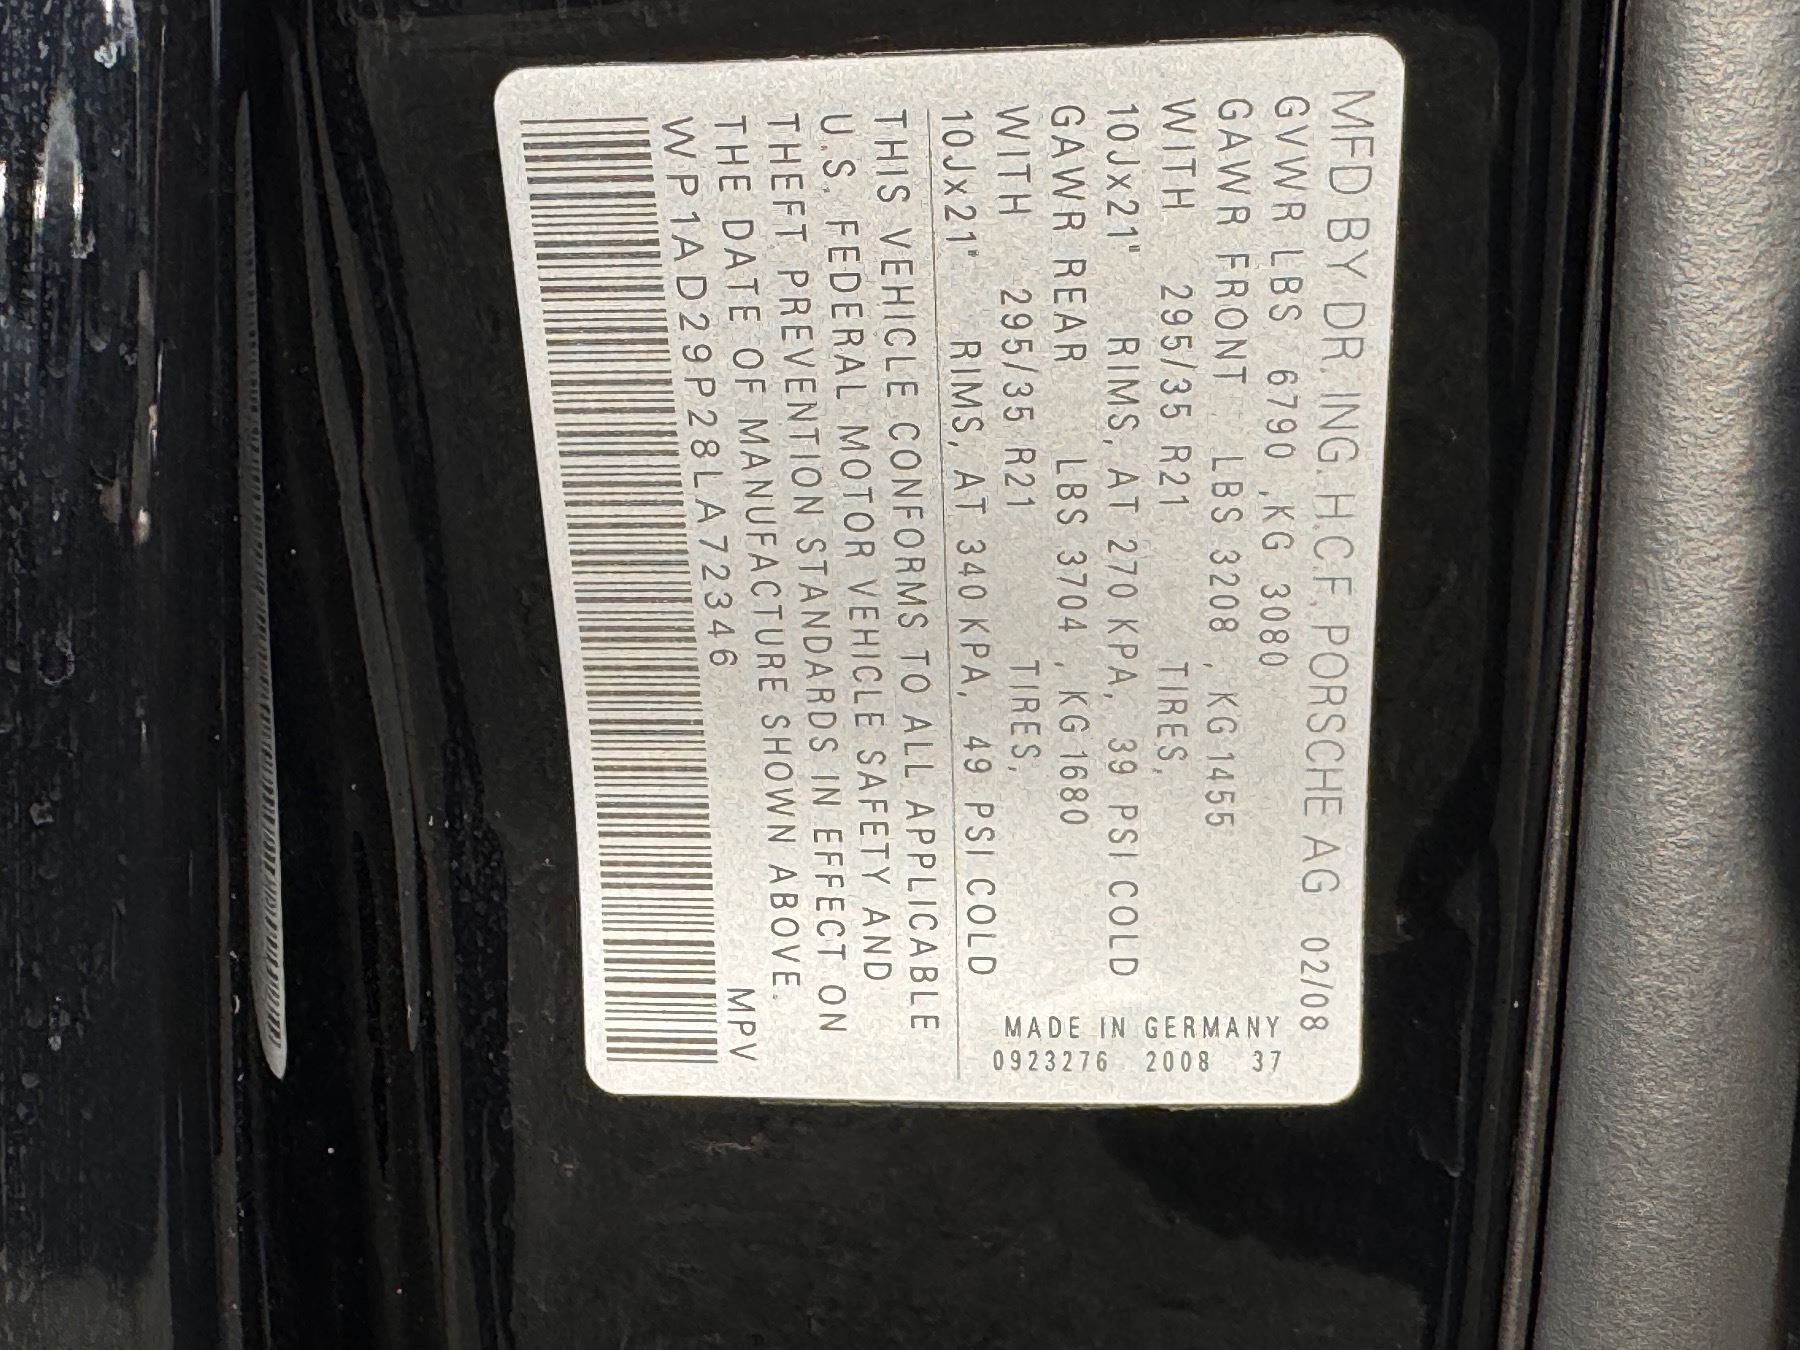 MFD BY DR. ING. H.C.F. PORSCHE AG 02/08
GVWR LBS 6790 ,KG 3080
GAWR FRONT LBS 3208 , KG 1455
WITH 295/35 R21 TIRES,
10Jx21" RIMS, AT 270 KPA, 39 PSI COLD
GAWR REAR LBS 3704 , KG 1680
WITH 295/35 R21 TIRES,
10Jx21" RIMS, AT 340 KPA, 49 PSI COLD
MADE IN GERMANY
0923276 2008 37
THIS VEHICLE CONFORMS TO ALL APPLICABLE
U.S. FEDERAL MOTOR VEHICLE SAFETY AND
THEFT PREVENTION STANDARDS IN EFFECT ON
THE DATE OF MANUFACTURE SHOWN ABOVE.
WP1AD29P28LA72346 MPV